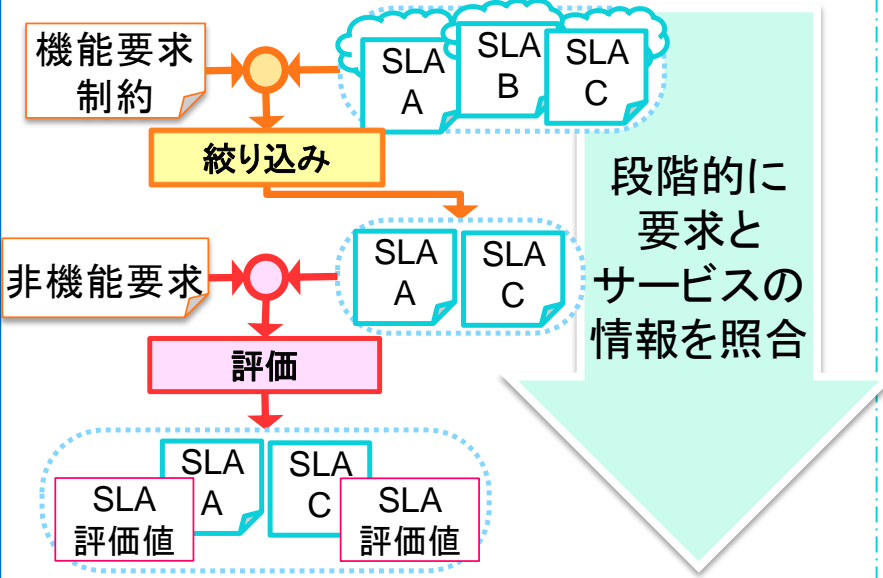 機能要求
制約
SLA
A
SLA
B
SLA
C
絞り込み
段階的に
要求と
サービスの
情報を照合
非機能要求
SLA
A
SLA
C
評価
SLA
A
SLA
C
SLA
評価値
SLA
評価値